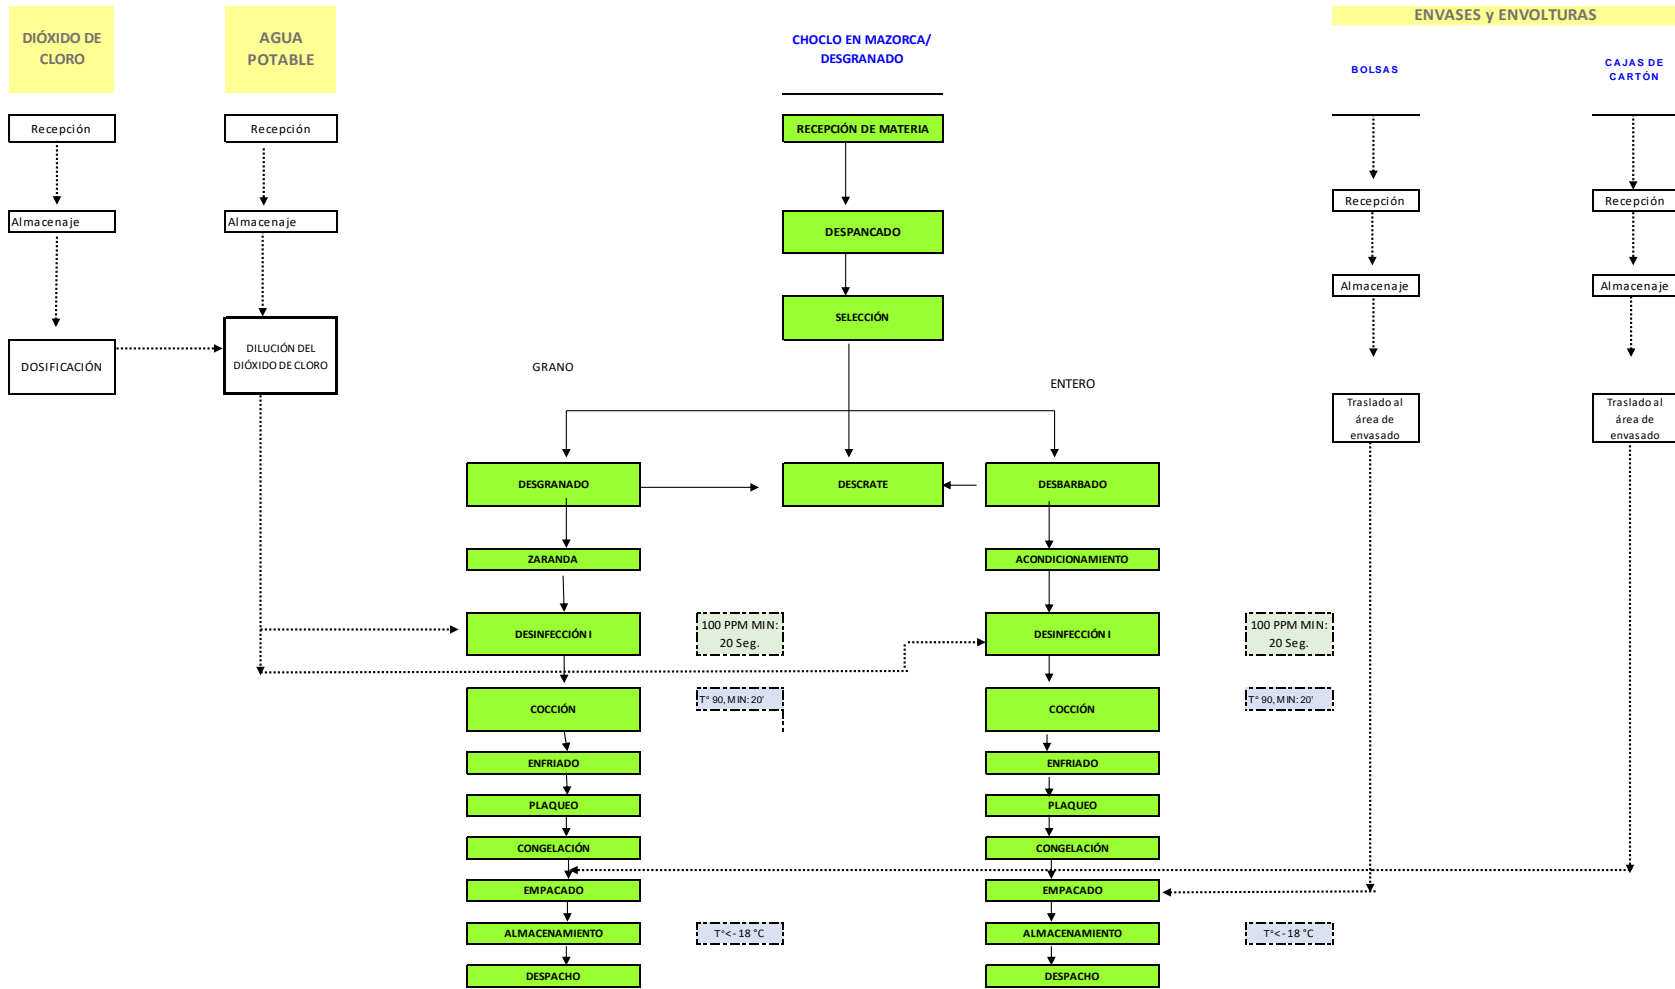 ENVASES y ENVOLTURAS
DIÓXIDO DE
CLORO
AGUA
POTABLE
CHOCLO EN MAZORCA/
DESGRANADO
BOLSAS
CAJAS DE
CARTÓN
Recepción
Recepción
RECEPCIÓN DE MATERIA
Recepción
Recepción
Almacenaje
Almacenaje
DESPANCADO
Almacenaje
Almacenaje
SELECCIÓN
DOSIFICACIÓN
DILUCIÓN DEL
DIÓXIDO DE CLORO
GRANO
ENTERO
Traslado al
área de
envasado
Traslado al
área de
envasado
DESGRANADO
DESCRATE
DESBARBADO
ZARANDA
ACONDICIONAMIENTO
DESINFECCIÓN I
100 PPM MIN:
20 Seg.
DESINFECCIÓN I
100 PPM MIN:
20 Seg.
COCCIÓN
T° 90, MIN: 20'
COCCIÓN
T° 90, MIN: 20'
ENFRIADO
ENFRIADO
PLAQUEO
PLAQUEO
CONGELACIÓN
CONGELACIÓN
EMPACADO
EMPACADO
ALMACENAMIENTO
T°< - 18 °C
ALMACENAMIENTO
T°< - 18 °C
DESPACHO
DESPACHO